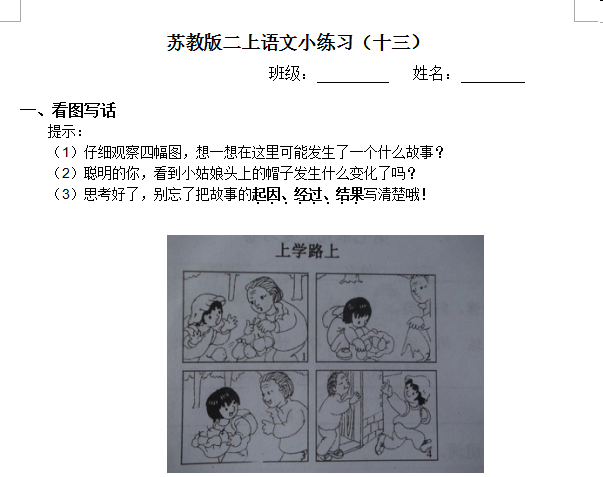 苏教版二上语文小练习（十三）
班级：_________ 姓名：________
一、看图写话
提示：
（1）仔细观察四幅图，想一想在这里可能发生了一个什么故事？
（2）聪明的你，看到小姑娘头上的帽子发生什么变化了吗？
（3）思考好了，别忘了把故事的起因、经过、结果写清楚哦！
上学路上
1
2
3
4